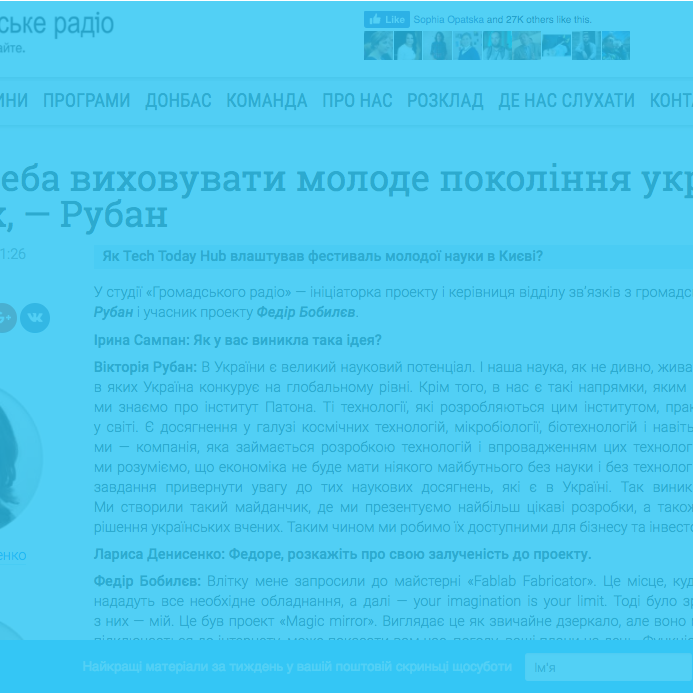 ське радіо
айте.
Like Sophia Opatska and 27K others like this.
ИНИ ПРОГРАМИ ДОНБАС КОМАНДА ПРО НАС РОЗКЛАД ДЕ НАС СЛУХАТИ КОНТА
еба виховувати молоде покоління укр
к, — Рубан
1:26
Як Tech Today Hub влаштував фестиваль молодої науки в Києві?
У студії «Громадського радіо» — ініціаторка проекту і керівниця відділу зв'язків з громадс
Рубан і учасник проекту Федір Бобилєв.
Ірина Сампан: Як у вас виникла така ідея?
Вікторія Рубан: В України є великий науковий потенціал. І наша наука, як не дивно, жива
в яких Україна конкурує на глобальному рівні. Крім того, в нас є такі напрямки, яким
ми знаємо про інститут Патона. Ті технології, які розробляються цим інститутом, пра
у світі. Є досягнення у галузі космічних технологій, мікробіології, біотехнологій і навіть
ми — компанія, яка займається розробкою технологій і впровадженням цих технолог
ми розуміємо, що економіка не буде мати ніякого майбутнього без науки і без технолог
завдання привернути увагу до тих наукових досягнень, які є в Україні. Так виник
Ми створили такий майданчик, де ми презентуємо найбільш цікаві розробки, а також
рішення українських вчених. Таким чином ми робимо їх доступними для бізнесу та інвесто
енко
Лариса Денисенко: Федоре, розкажіть про свою залученість до проекту.
Федір Бобилєв: Влітку мене запросили до майстерні «Fablab Fabricator». Це місце, куд
нададуть все необхідне обладнання, а далі — your imagination is your limit. Тоді було зр
з них — мій. Це був проект «Magic mirror». Виглядає це як звичайне дзеркало, але воно
Найкращі матеріали за тиждень у вашій поштовій скриньці щосуботи
Ім'я